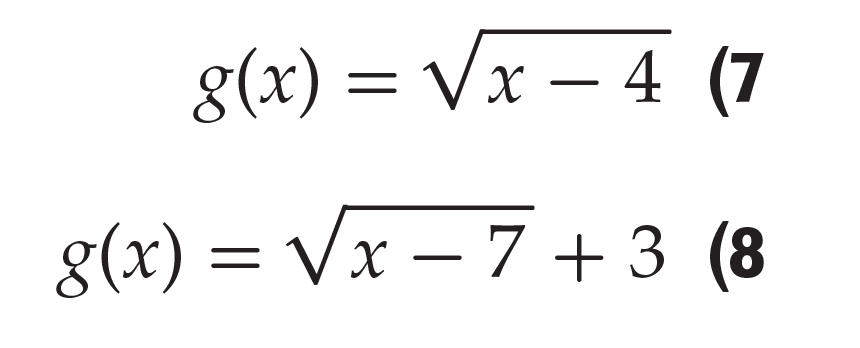 (7 g(x) = √(x − 4)
(8 g(x) = √(x − 7) + 3